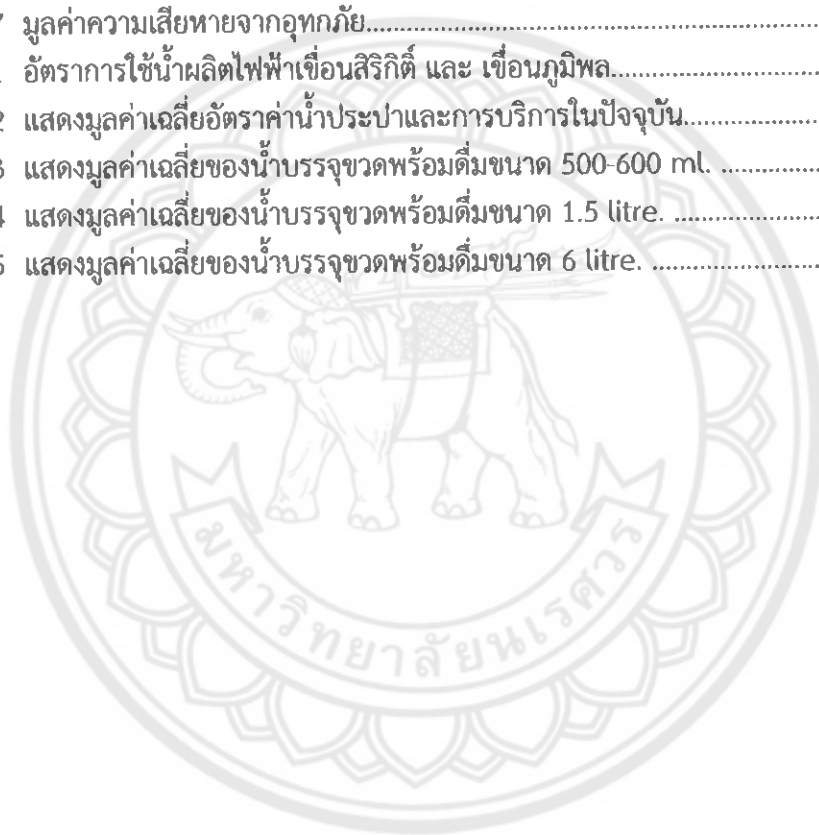 7 มูลค่าความเสียหายจากอุทกภัย
อัตราการใช้น้ำผลิตไฟฟ้าเขื่อนสิริกิติ์ และ เขื่อนภูมิพล
2 แสดงมูลค่าเฉลี่ยอัตราค่าน้ำประปาและการบริการในปัจจุบัน
3 แสดงมูลค่าเฉลี่ยของน้ำบรรจุขวดพร้อมดื่มขนาด 500-600 ml.
4 แสดงมูลค่าเฉลี่ยของน้ำบรรจุขวดพร้อมดื่มขนาด 1.5 litre.
แสดงมูลค่าเฉลี่ยของน้ำบรรจุขวดพร้อมดื่มขนาด 6 litre.
มหาวิทยาลัยนเรศวร